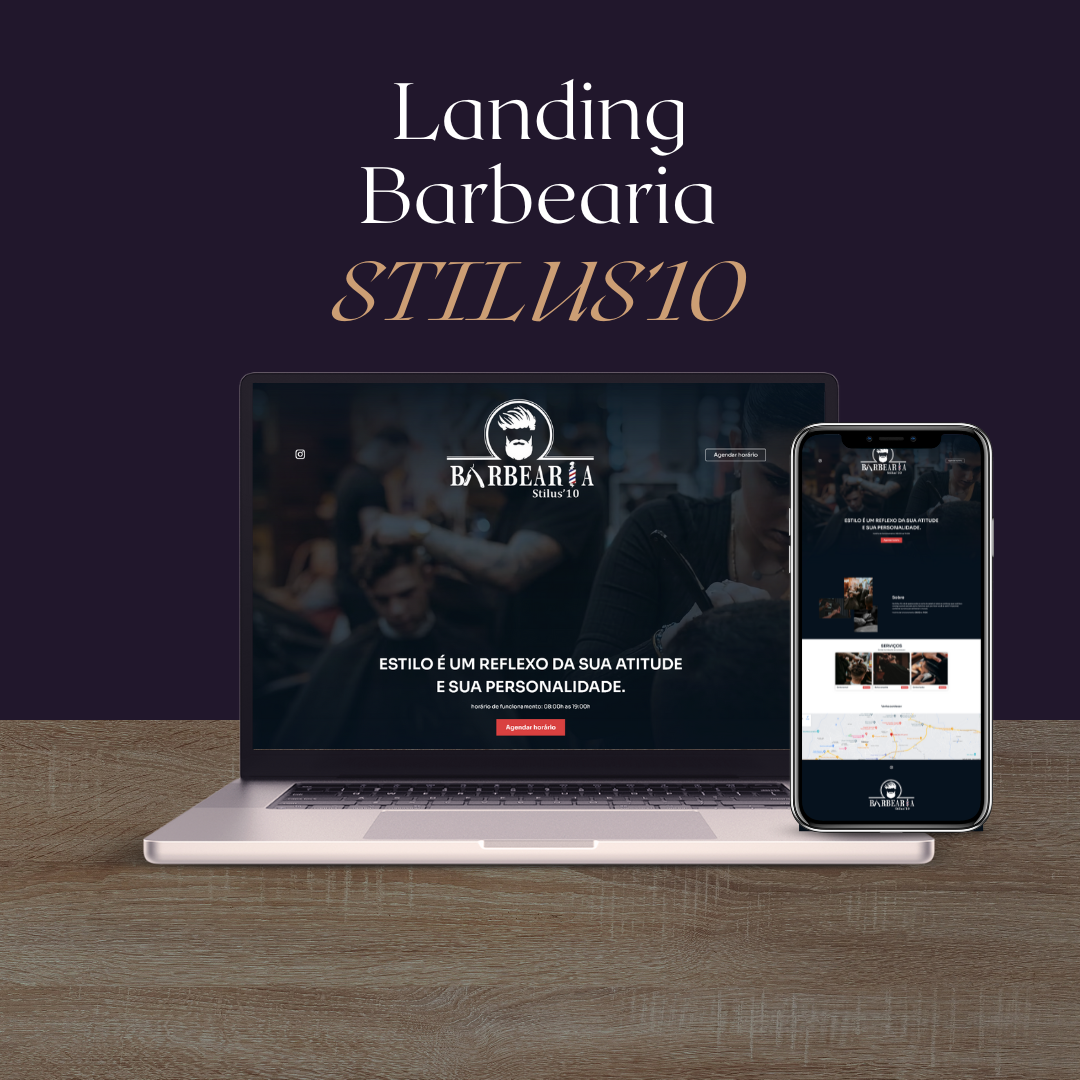 Landing
Barbearia
STILUS'10
BARBEARIA
Stilus'10
Agendar horário
ESTILO É UM REFLEXO DA SUA ATITUDE
E SUA PERSONALIDADE.
horário de funcionamento: 08:00h as 19:00h
Agendar horário
BARBEARIA
Stilus'10
ESTILO É UM REFLEXO DA SUA ATITUDE
E SUA PERSONALIDADE.
Sobre
SERVIÇOS
BARBEARIA
Stilus'10